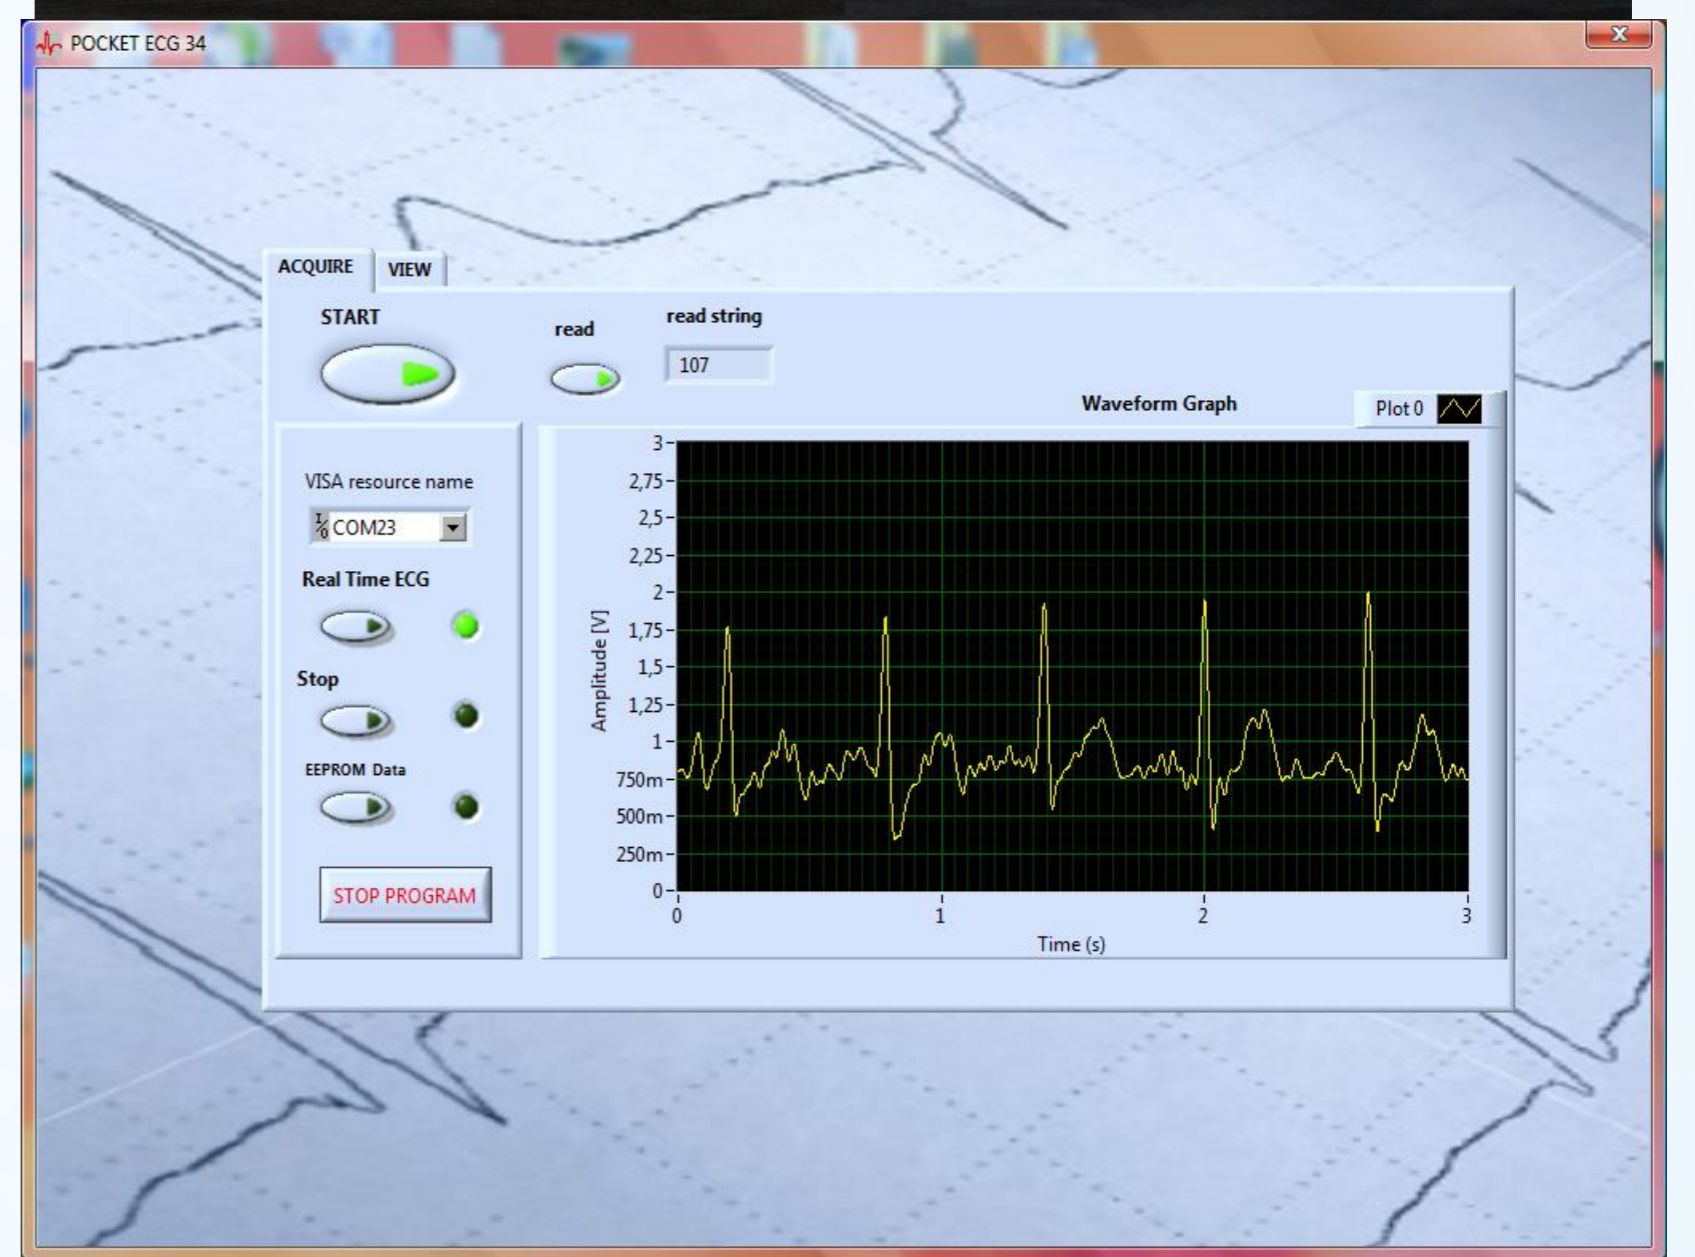 POCKET ECG 34
ACQUIRE
VIEW
START
read
read string
107
Waveform Graph
Plot 0
VISA resource name
COM23
Real Time ECG
Stop
EEPROM Data
STOP PROGRAM
Amplitude [V]
3
2,75
2,5
2,25
2
1,75
1,5
1,25
1
750m
500m
250m
0
0 1 2 3
Time (s)